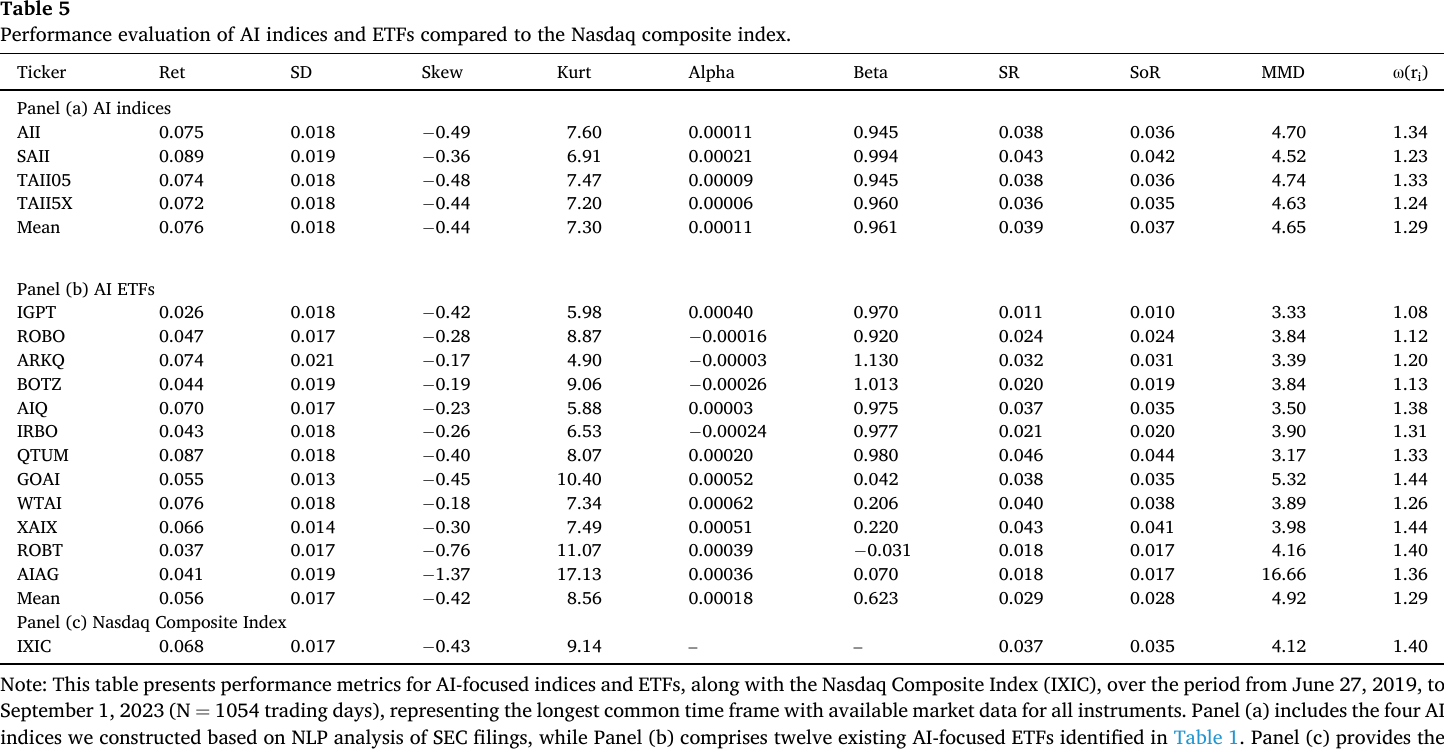 Table 5
Performance evaluation of AI indices and ETFs compared to the Nasdaq composite index.
Ticker Ret SD Skew Kurt Alpha Beta SR SoR MMD ω(ri)
Panel (a) AI indices
AII 0.075 0.018 −0.49 7.60 0.00011 0.945 0.038 0.036 4.70 1.34
SAII 0.089 0.019 −0.36 6.91 0.00021 0.994 0.043 0.042 4.52 1.23
TAII05 0.074 0.018 −0.48 7.47 0.00009 0.945 0.038 0.036 4.74 1.33
TAII5X 0.072 0.018 −0.44 7.20 0.00006 0.960 0.036 0.035 4.63 1.24
Mean 0.076 0.018 −0.44 7.30 0.00011 0.961 0.039 0.037 4.65 1.29
Panel (b) AI ETFs
IGPT 0.026 0.018 −0.42 5.98 0.00040 0.970 0.011 0.010 3.33 1.08
ROBO 0.047 0.017 −0.28 8.87 −0.00016 0.920 0.024 0.024 3.84 1.12
ARKQ 0.074 0.021 −0.17 4.90 −0.00003 1.130 0.032 0.031 3.39 1.20
BOTZ 0.044 0.019 −0.19 9.06 −0.00026 1.013 0.020 0.019 3.84 1.13
AIQ 0.070 0.017 −0.23 5.88 0.00003 0.975 0.037 0.035 3.50 1.38
IRBO 0.043 0.018 −0.26 6.53 −0.00024 0.977 0.021 0.020 3.90 1.31
QTUM 0.087 0.018 −0.40 8.07 0.00020 0.980 0.046 0.044 3.17 1.33
GOAI 0.055 0.013 −0.45 10.40 0.00052 0.042 0.038 0.035 5.32 1.44
WTAI 0.076 0.018 −0.18 7.34 0.00062 0.206 0.040 0.038 3.89 1.26
XAIX 0.066 0.014 −0.30 7.49 0.00051 0.220 0.043 0.041 3.98 1.44
ROBT 0.037 0.017 −0.76 11.07 0.00039 −0.031 0.018 0.017 4.16 1.40
AIAG 0.041 0.019 −1.37 17.13 0.00036 0.070 0.018 0.017 16.66 1.36
Mean 0.056 0.017 −0.42 8.56 0.00018 0.623 0.029 0.028 4.92 1.29
Panel (c) Nasdaq Composite Index
IXIC 0.068 0.017 −0.43 9.14 – – 0.037 0.035 4.12 1.40
Note: This table presents performance metrics for AI-focused indices and ETFs, along with the Nasdaq Composite Index (IXIC), over the period from June 27, 2019, to
September 1, 2023 (N = 1054 trading days), representing the longest common time frame with available market data for all instruments. Panel (a) includes the four AI
indices we constructed based on NLP analysis of SEC filings, while Panel (b) comprises twelve existing AI-focused ETFs identified in Table 1. Panel (c) provides the